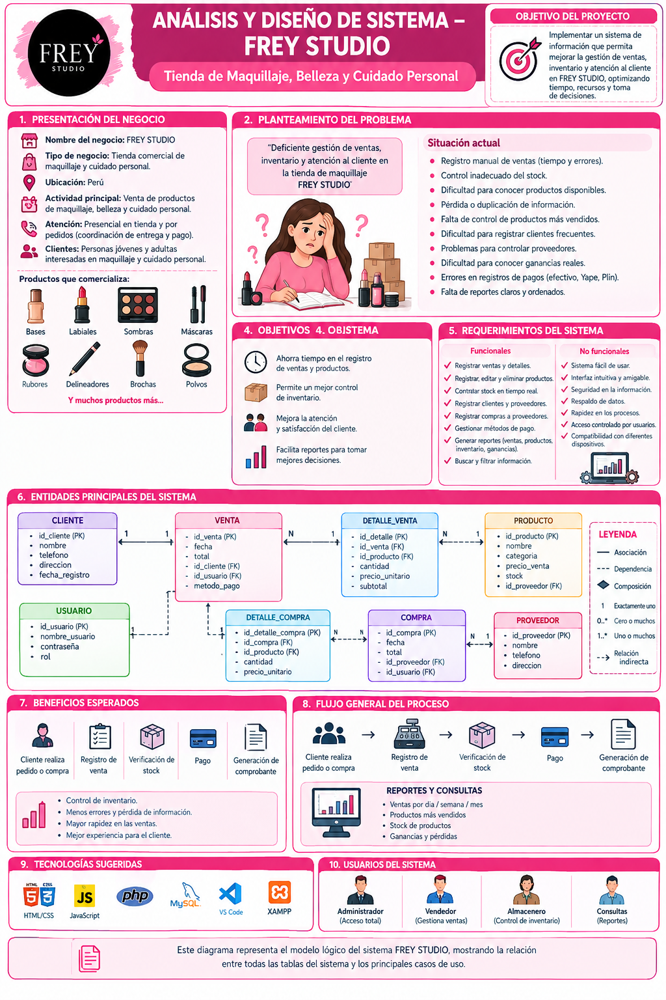 FREY
STUDIO
ANÁLISIS Y DISEÑO DE SISTEMA –
FREY STUDIO
Tienda de Maquillaje, Belleza y Cuidado Personal
OBJETIVO DEL PROYECTO
Implementar un sistema de
información que permita
mejorar la gestión de ventas,
inventario y atención al cliente
en FREY STUDIO, optimizando
tiempo, recursos y toma
de decisiones.
1. PRESENTACIÓN DEL NEGOCIO
Nombre del negocio: FREY STUDIO
Tipo de negocio: Tienda comercial de
maquillaje y cuidado personal.
Ubicación: Perú
Actividad principal: Venta de productos
de maquillaje, belleza y cuidado personal.
Atención: Presencial en tienda y por
pedidos (coordinación de entrega y pago).
Clientes: Personas jóvenes y adultas
interesadas en maquillaje y cuidado personal.
Productos que comercializa:
Bases
Labiales
Sombras
Máscaras
Rubores
Delineadores
Brochas
Polvos
Y muchos productos más...
2. PLANTEAMIENTO DEL PROBLEMA
"Deficiente gestión de ventas,
inventario y atención al cliente en
la tienda de maquillaje
FREY STUDIO"
Situación actual
• Registro manual de ventas (tiempo y errores).
• Control inadecuado del stock.
• Dificultad para conocer productos disponibles.
• Pérdida o duplicación de información.
• Falta de control de productos más vendidos.
• Dificultad para registrar clientes frecuentes.
• Problemas para controlar proveedores.
• Dificultad para conocer ganancias reales.
• Errores en registros de pagos (efectivo, Yape, Plin).
• Falta de reportes claros y ordenados.
4. OBJETIVOS 4. OBJISTEMA
Ahorra tiempo en el registro
de ventas y productos.
Permite un mejor control
de inventario.
Mejora la atención
y satisfacción del cliente.
Facilita reportes para tomar
mejores decisiones.
5. REQUERIMIENTOS DEL SISTEMA
Funcionales
✓ Registrar ventas y detalles.
✓ Registrar, editar y eliminar productos.
✓ Contrular stock en tiempo real.
✓ Registrar clientes y proveedores.
✓ Registrar compras a proveedores.
✓ Gestionar métodos de pago.
✓ Generar reportes (ventas, productos,
inventario, ganancias).
✓ Buscar y filtrar información.
No funcionales
✓ Sistema fácil de usar.
✓ Interfaz intuitiva y amigable.
✓ Seguridad en la información.
✓ Respaldo de datos.
✓ Rapidez en los procesos.
✓ Acceso controlado por usuarios.
✓ Compatibilidad con diferentes
dispositivos.
6. ENTIDADES PRINCIPALES DEL SISTEMA
CLIENTE
• id_cliente (PK)
• nombre
• telefono
• direccion
• fecha_registro
1 1
VENTA
- id_venta (PK)
- fecha
- total
- id_cliente (FK)
- id_usuario (FK)
- metodo_pago
N 1
DETALLE_VENTA
- id_detalle (PK)
- id_venta (FK)
- id_producto (FK)
- cantidad
- precio_unitario
- subtotal
N 1
PRODUCTO
- id_producto (PK)
- nombre
- categoria
- precio_venta
- stock
- id_proveedor (FK)
USUARIO
• id_usuario (PK)
• nombre_usuario
• contraseña
• rol
1
1
DETALLE_COMPRA
• id_detalle_compra (PK)
- id_compra (FK)
• id_producto (FK)
- cantidad
• precio_unitario
N N
COMPRA
- id_compra (PK)
- fecha
- total
- id_proveedor (FK)
- id_usuario (FK)
N 1
PROVEEDOR
• id_proveedor (PK)
• nombre
• telefono
• direccion
LEYENDA
Asociación
Dependencia
Composición
1 Exactamente uno
0..* Cero o muchos
1..* Uno o muchos
Relación
indirecta
7. BENEFICIOS ESPERADOS
Cliente realiza
pedido o compra
Registro de
venta
Verificación de
stock
Pago
Generación de
comprobante
• Control de inventario.
• Menos errores y pérdida de información.
• Mayor rapidez en las ventas.
• Mejor experiencia para el cliente.
8. FLUJO GENERAL DEL PROCESO
Cliente realiza
pedido o compra
Registro de
venta
Verificación de
stock
Pago
Generación de
comprobante
REPORTES Y CONSULTAS
• Ventas por dia / semana / mes
• Productos más vendidos
• Stock de productos
• Ganancias y pérdidas
9. TECNOLOGÍAS SUGERIDAS
HTML
5
3
HTML/CSS
JS
JavaScript
php
MySQL.
VS Code
XAMPP
10. USUARIOS DEL SISTEMA
Administrador
(Acceso total)
Vendedor
(Gestiona ventas)
Almacenero
(Control de inventario)
Consultas
(Reportes)
Este diagrama representa el modelo lógico del sistema FREY STUDIO, mostrando la relación
entre todas las tablas del sistema y los principales casos de uso.